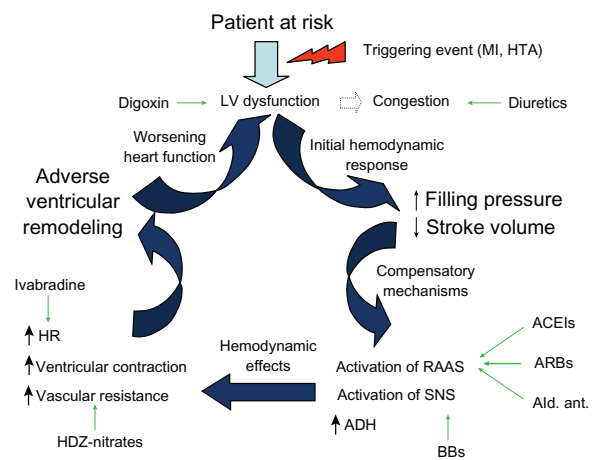 Patient at risk
Triggering event (MI, HTA)
Digoxin
LV dysfunction
Congestion
Diuretics
Worsening
heart function
Initial hemodynamic
response
Adverse
ventricular
remodeling
Filling pressure
Stroke volume
Compensatory
mechanisms
Ivabradine
HR
Ventricular contraction
Vascular resistance
HDZ-nitrates
Hemodynamic
effects
Activation of RAAS
Activation of SNS
ADH
ACEIs
ARBs
Ald. ant.
BBs